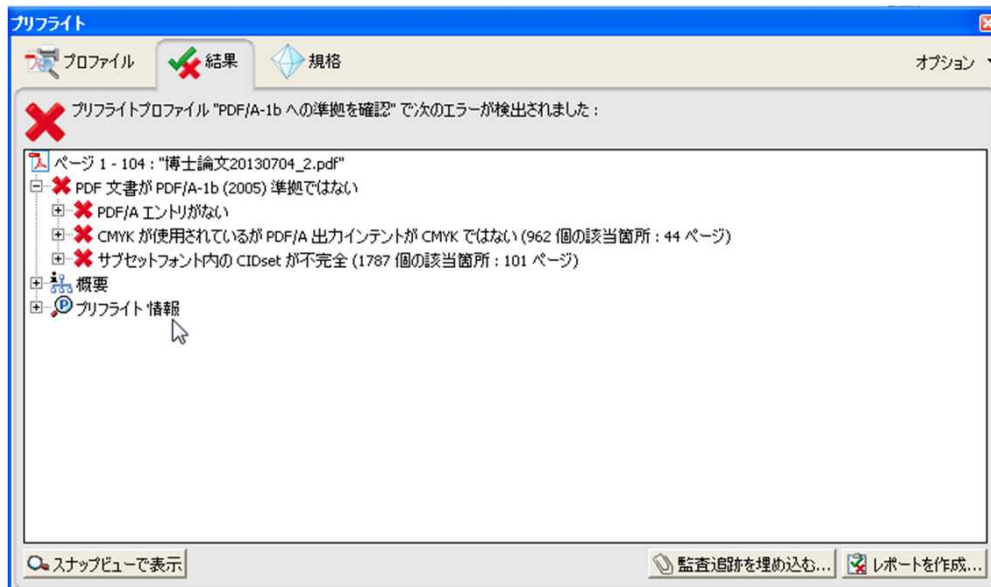 プリフライト
プロファイル 結果 規格 オプション
プリフライトプロファイル "PDF/A-1b への準拠を確認" で次のエラーが検出されました :
ページ 1 - 104 : "博士論文20130704_2.pdf"
PDF 文書が PDF/A-1b (2005) 準拠ではない
PDF/A エントリがない
CMYK が使用されているが PDF/A 出力インテントが CMYK ではない (962 個の該当箇所 : 44 ページ)
サブセットフォント内の CIDset が不完全 (1787 個の該当箇所 : 101 ページ)
概要
プリフライト情報
スナップビューで表示 監査追跡を埋め込む... レポートを作成...